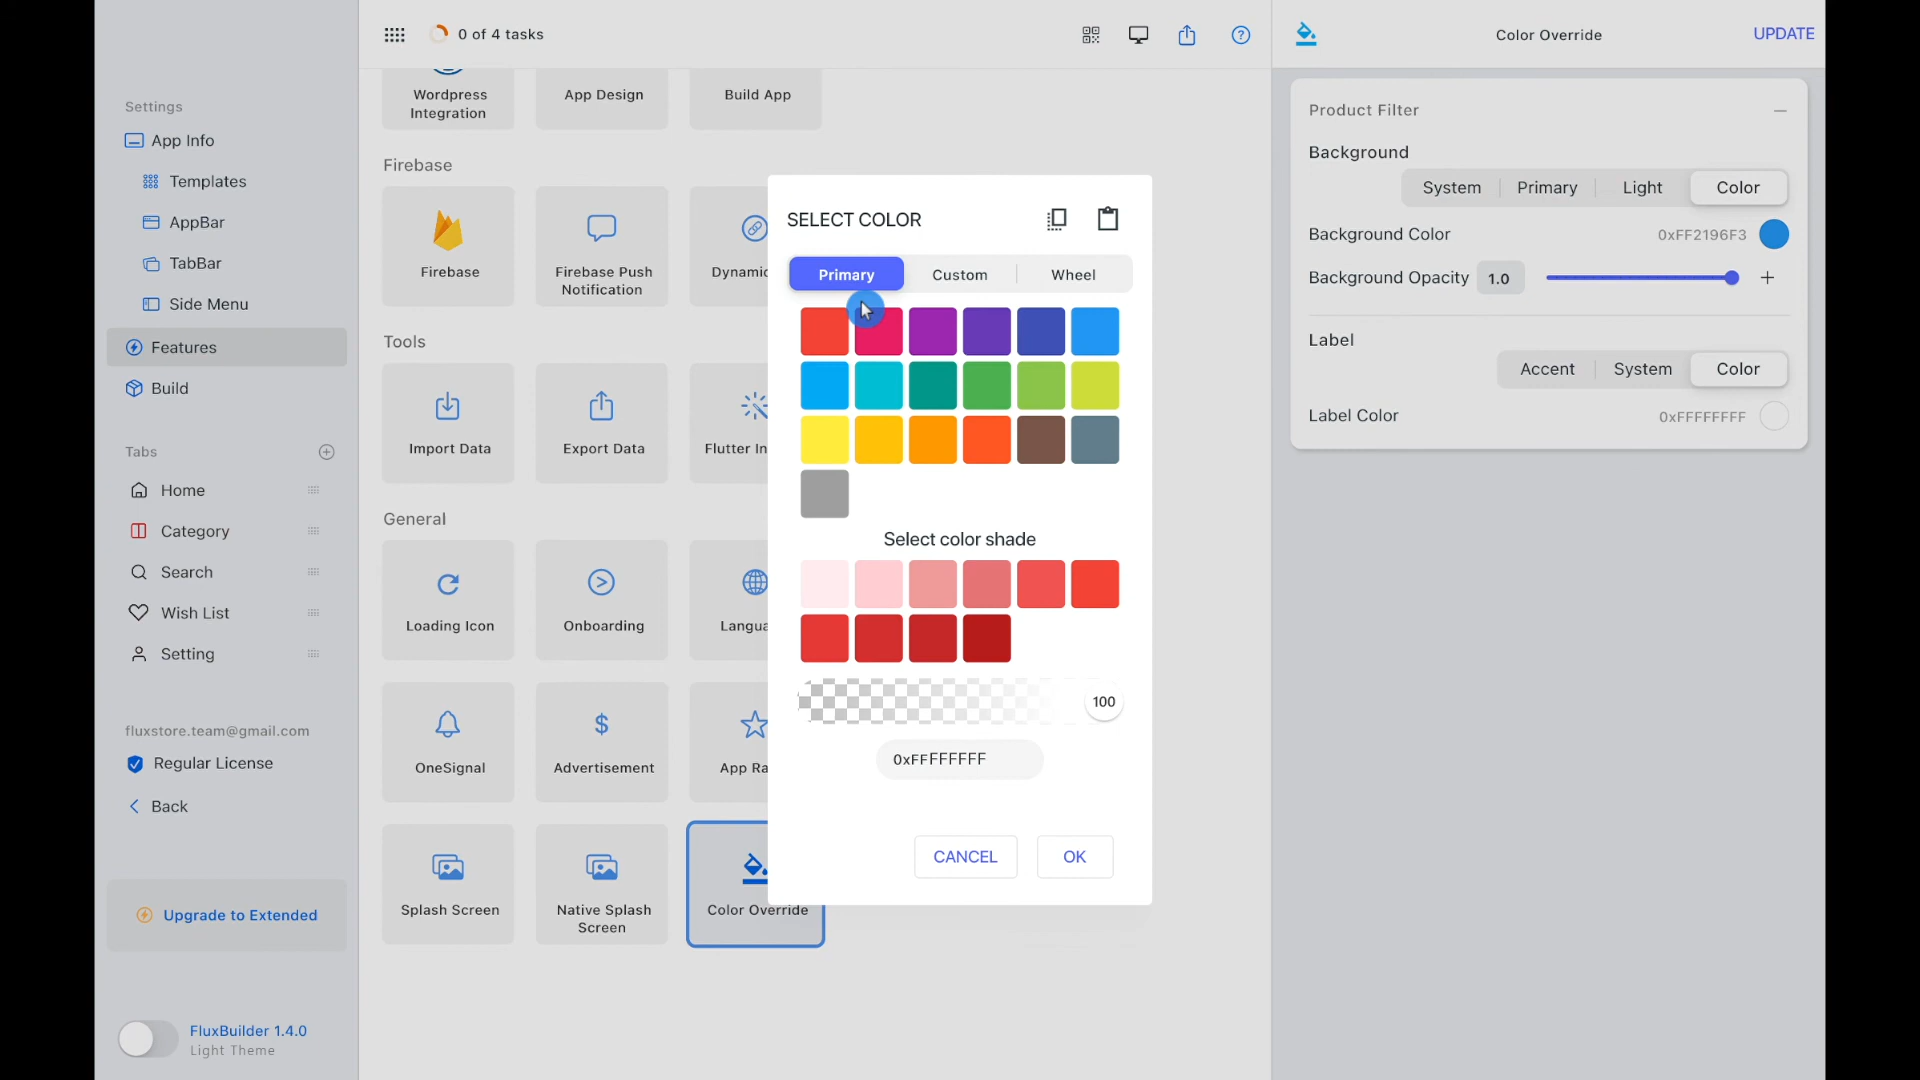 0 of 4 tasks
Color Override
UPDATE
Settings
App Info
Templates
AppBar
TabBar
Side Menu
Features
Build
Tabs
Home
Category
Search
Wish List
Setting
fluxstore.team@gmail.com
Regular License
Back
Upgrade to Extended
FluxBuilder 1.4.0
Light Theme
Wordpress
Integration
App Design
Build App
Firebase
Firebase
Firebase Push
Notification
Dynamic
Tools
Import Data
Export Data
Flutter In
General
Loading Icon
Onboarding
Langua
OneSignal
Advertisement
App Ra
Splash Screen
Native Splash
Screen
Color Override
SELECT COLOR
Primary
Custom
Wheel
Select color shade
100
0xFFFFFFFF
CANCEL
OK
Product Filter
Background
System
Primary
Light
Color
Background Color
0xFF2196F3
Background Opacity
1.0
Label
Accent
System
Color
Label Color
0xFFFFFFFF